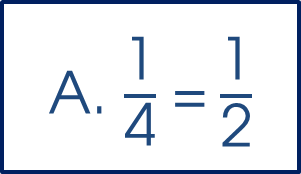 A. 1/4 = 1/2